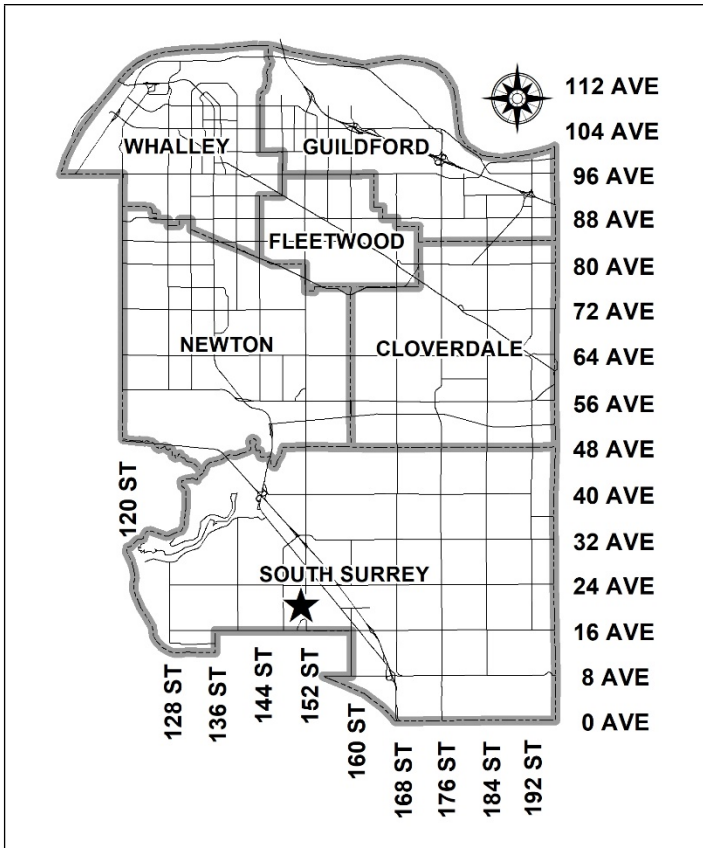 112 AVE
104 AVE
WHALLEY
GUILDFORD
96 AVE
88 AVE
FLEETWOOD
80 AVE
72 AVE
NEWTON
CLOVERDALE
64 AVE
56 AVE
48 AVE
120 ST
40 AVE
32 AVE
SOUTH SURREY
24 AVE
16 AVE
8 AVE
0 AVE
128 ST
136 ST
144 ST
152 ST
160 ST
168 ST
176 ST
184 ST
192 ST